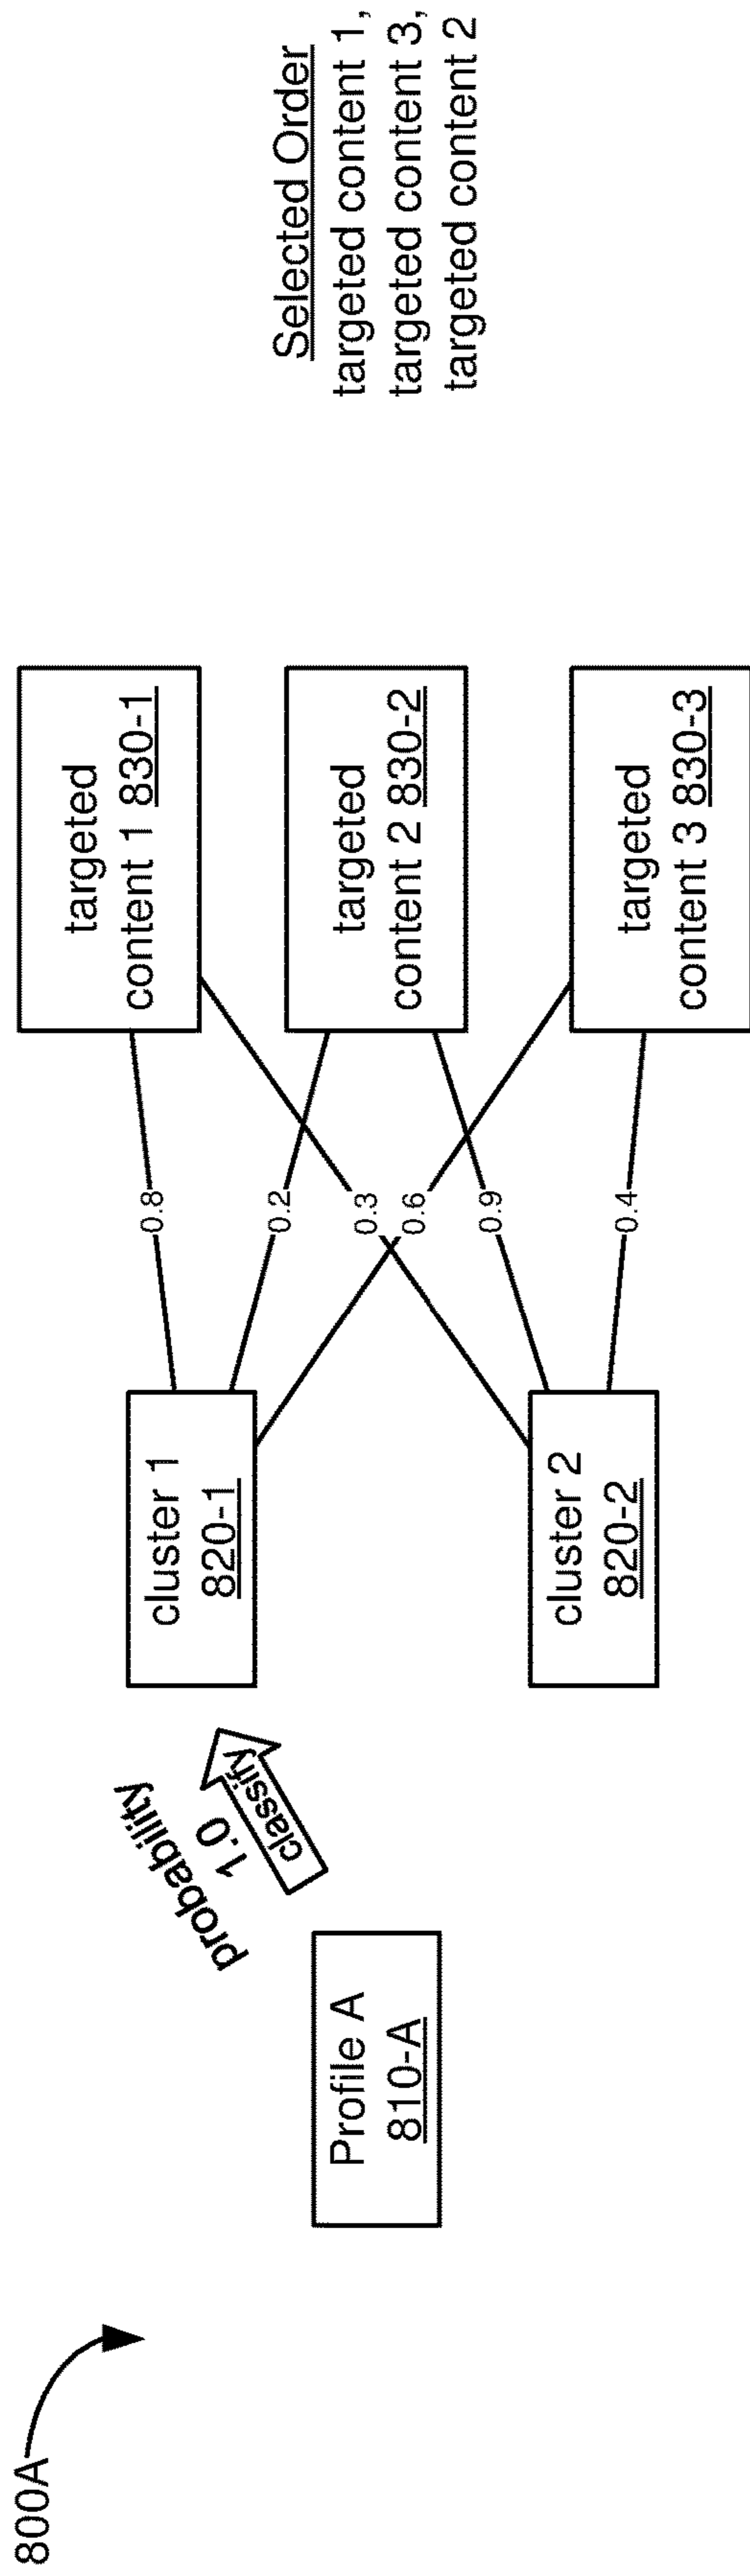 800A
Profile A
810-A
probability
1.0
classify
cluster 1
820-1
cluster 2
820-2
0.8
0.2
0.3
0.6
0.9
0.4
targeted
content 1 830-1
targeted
content 2 830-2
targeted
content 3 830-3
Selected Order
targeted content 1,
targeted content 3,
targeted content 2